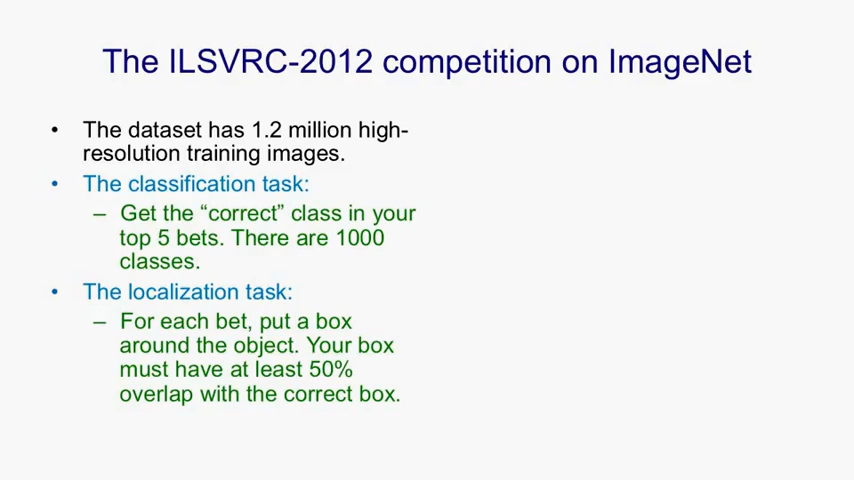 The ILSVRC-2012 competition on ImageNet
• The dataset has 1.2 million high-
resolution training images.
• The classification task:
– Get the “correct” class in your
top 5 bets. There are 1000
classes.
• The localization task:
– For each bet, put a box
around the object. Your box
must have at least 50%
overlap with the correct box.